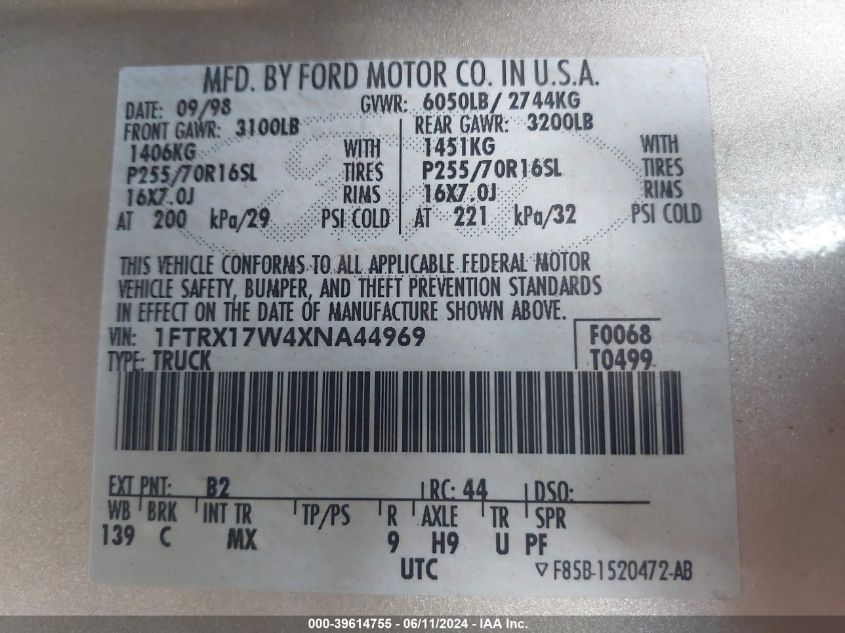 MFD. BY FORD MOTOR CO. IN U.S.A.
DATE: 09/98 GVWR: 6050LB/ 2744KG
FRONT GAWR: 3100LB REAR GAWR: 3200LB
1406KG WITH 1451KG WITH
P255/70R16SL TIRES P255/70R16SL TIRES
16X7.0J RIMS 16X7.0J RIMS
AT 200 kPa/29 PSI COLD AT 221 kPa/32 PSI COLD
THIS VEHICLE CONFORMS TO ALL APPLICABLE FEDERAL MOTOR
VEHICLE SAFETY, BUMPER, AND THEFT PREVENTION STANDARDS
IN EFFECT ON THE DATE OF MANUFACTURE SHOWN ABOVE.
VIN: 1FTRX17W4XNA44969 F0068
TYPE: TRUCK T0499
EXT PNT: B2 RC: 44 DSO:
WB BRK INT TR TP/PS R AXLE TR SPR
139 C MX 9 H9 U PF
UTC ▽ F85B-1520472-AB
000-39614755 - 06/11/2024 - IAA Inc.